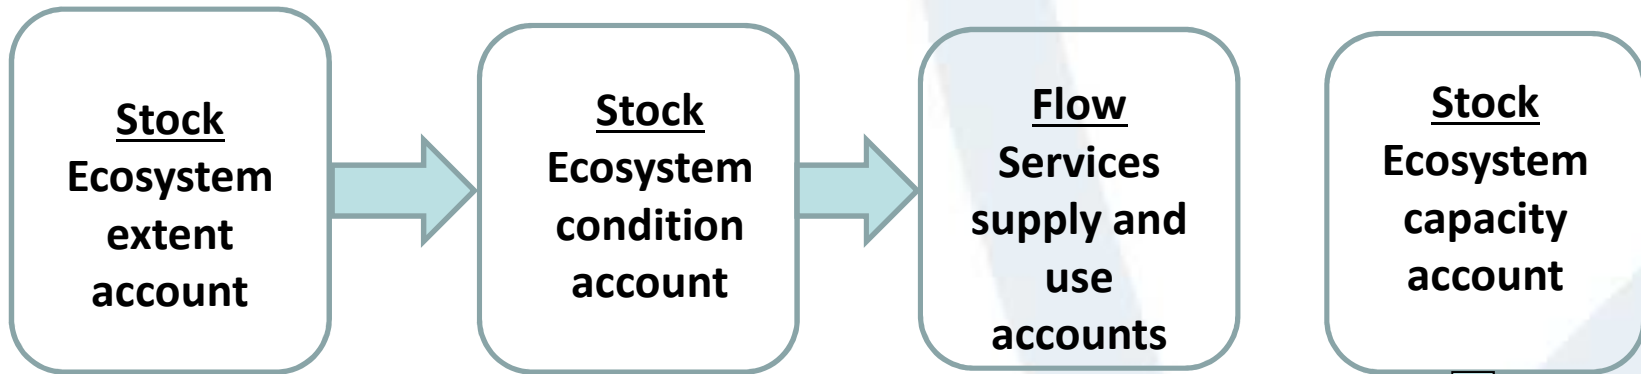 Stock
Ecosystem
extent
account
Stock
Ecosystem
condition
account
Flow
Services
supply and
use
accounts
Stock
Ecosystem
capacity
account